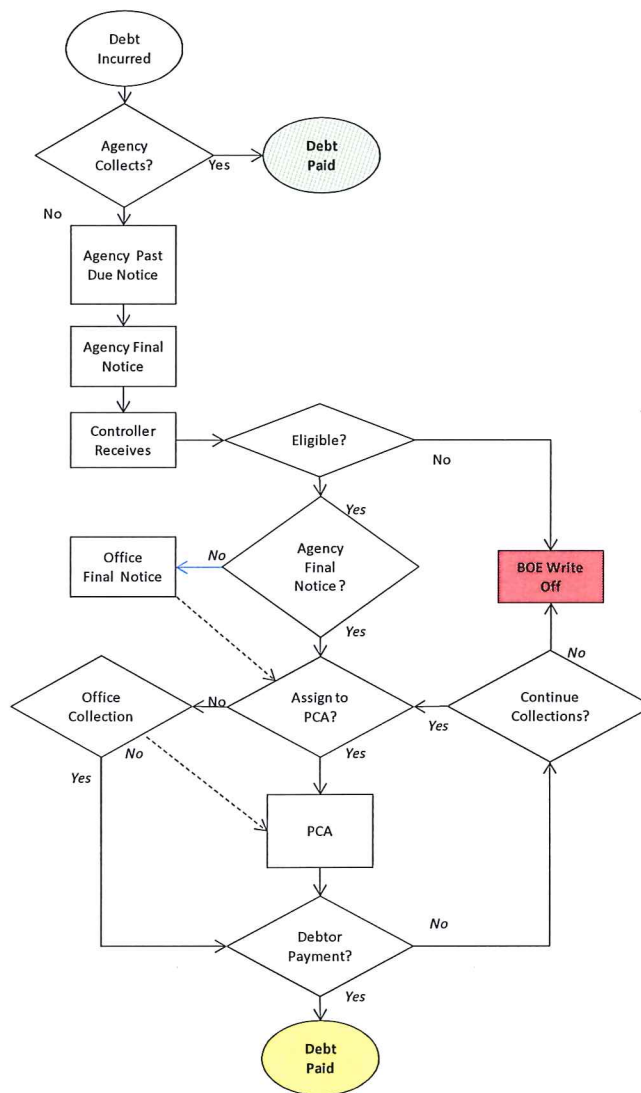 Debt
Incurred
Agency
Collects?
Yes
Debt
Paid
No
Agency Past
Due Notice
Agency Final
Notice
Controller
Receives
Eligible?
No
Yes
Office
Final Notice
No
Agency
Final
Notice?
BOE Write
Off
Yes
No
Office
Collection
No
Assign to
PCA?
Yes
Continue
Collections?
Yes
No
Yes
PCA
Debtor
Payment?
No
Yes
Debt
Paid